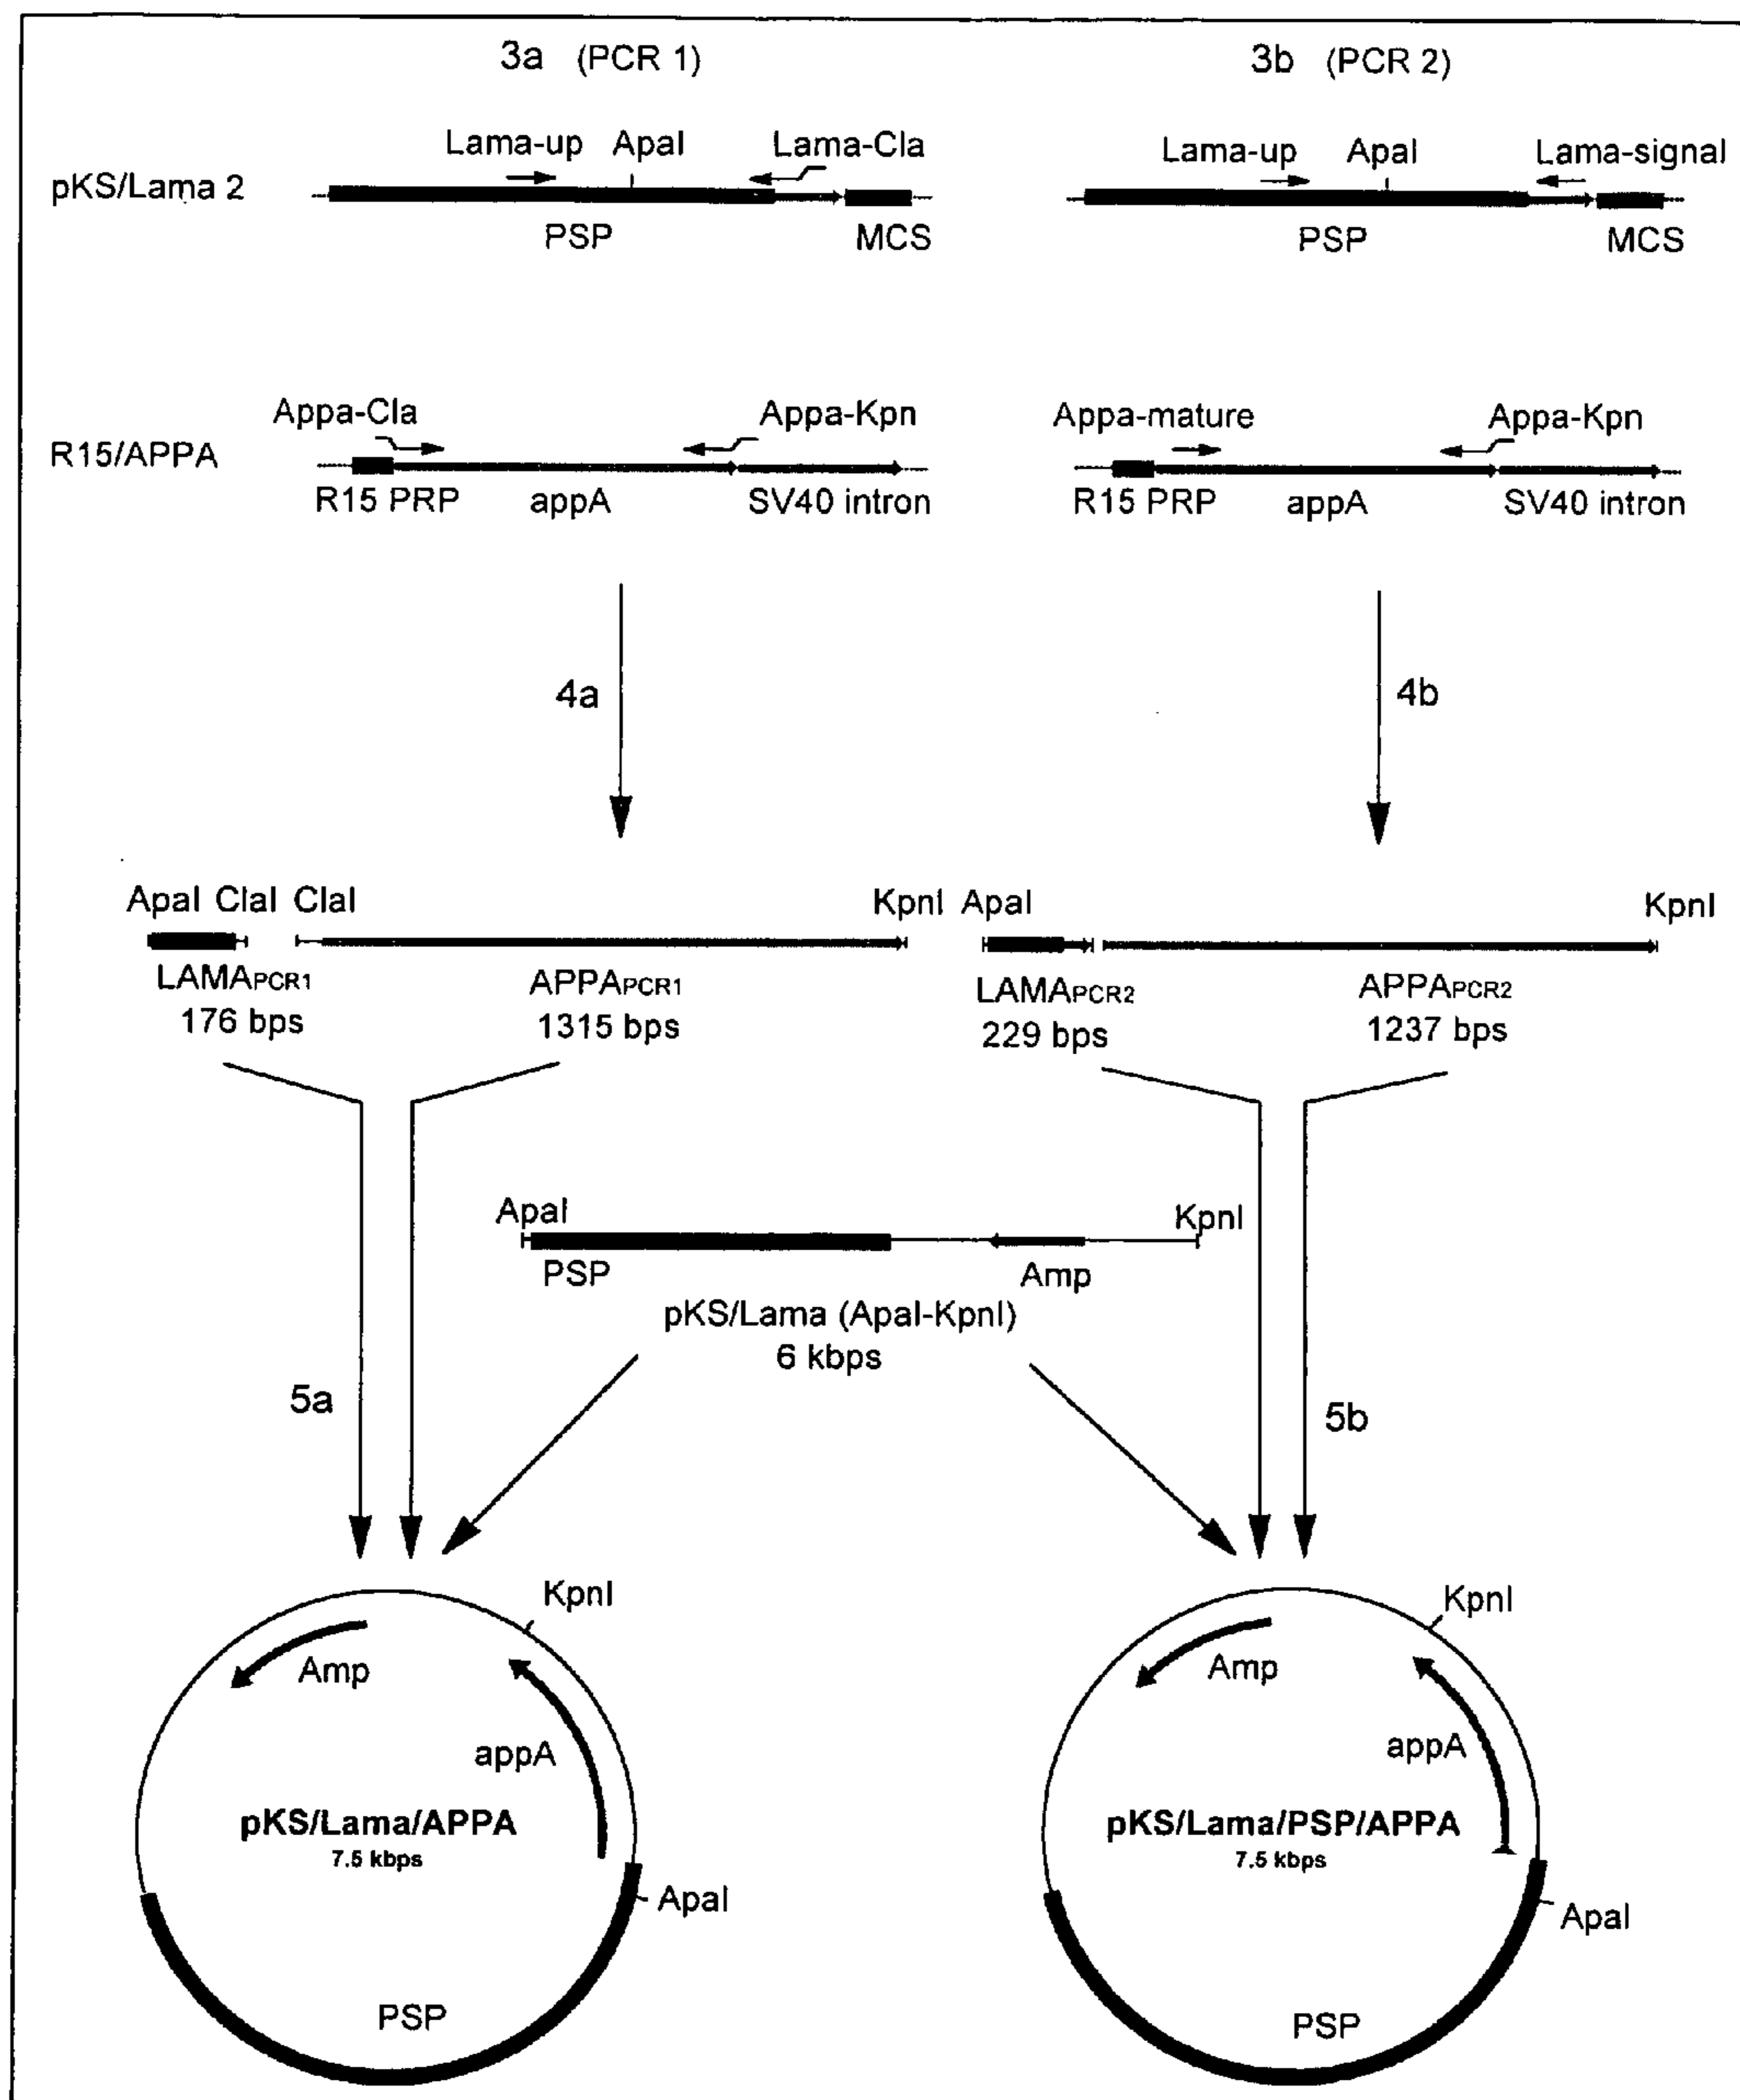 3a (PCR 1)
3b (PCR 2)
Lama-up ApaI Lama-Cla
Lama-up ApaI Lama-signal
pKS/Lama 2
PSP MCS
PSP MCS
Appa-Cla Appa-Kpn
Appa-mature Appa-Kpn
R15/APPA
R15 PRP appA SV40 intron
R15 PRP appA SV40 intron
4a
4b
ApaI ClaI ClaI KpnI
ApaI KpnI
LAMAPCR1
176 bps
APPAPCR1
1315 bps
LAMAPCR2
229 bps
APPAPCR2
1237 bps
ApaI KpnI
PSP Amp
pKS/Lama (ApaI-KpnI)
6 kbps
5a
5b
KpnI
Amp
appA
pKS/Lama/APPA
7.5 kbps
ApaI
PSP
KpnI
Amp
appA
pKS/Lama/PSP/APPA
7.5 kbps
ApaI
PSP